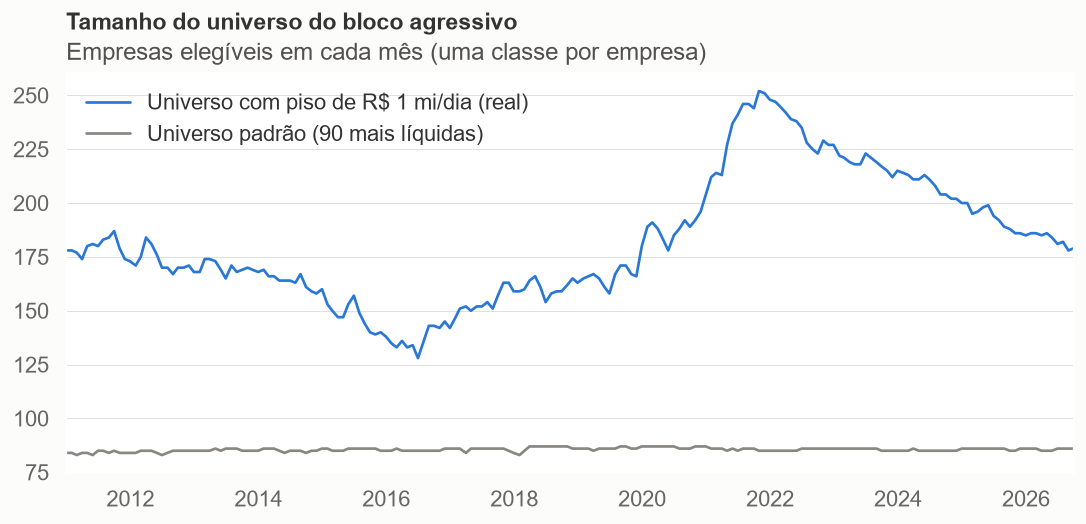 Tamanho do universo do bloco agressivo
Empresas elegíveis em cada mês (uma classe por empresa)
Universo com piso de R$ 1 mi/dia (real)
Universo padrão (90 mais líquidas)
250
225
200
175
150
125
100
75
2012 2014 2016 2018 2020 2022 2024 2026